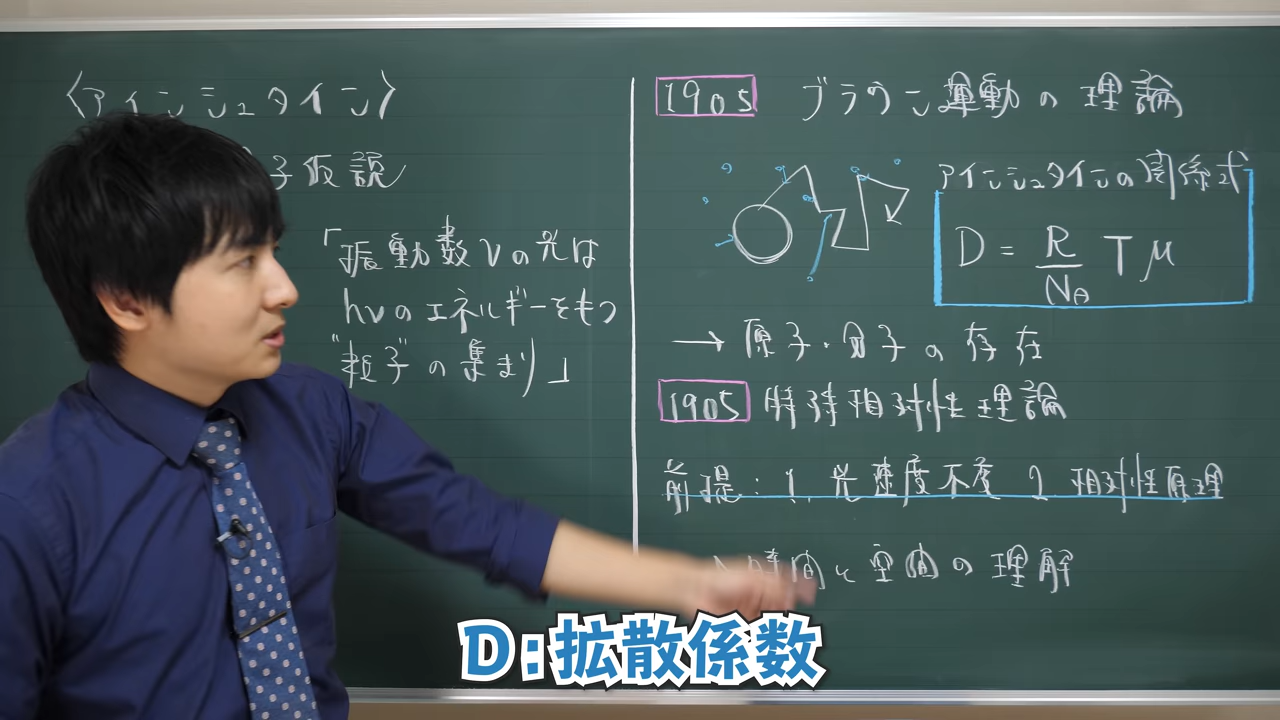 〈アインシュタイン〉
子仮説
「振動数νの光は
hνのエネルギーをもつ
"粒子"の集まり」
1905 ブラウン運動の理論
アインシュタインの関係式
D = R/N_A T μ
→ 原子・分子の存在
1905 特殊相対性理論
前提：1. 光速度不変 2 相対性原理
時間と空間の理解
D:拡散係数